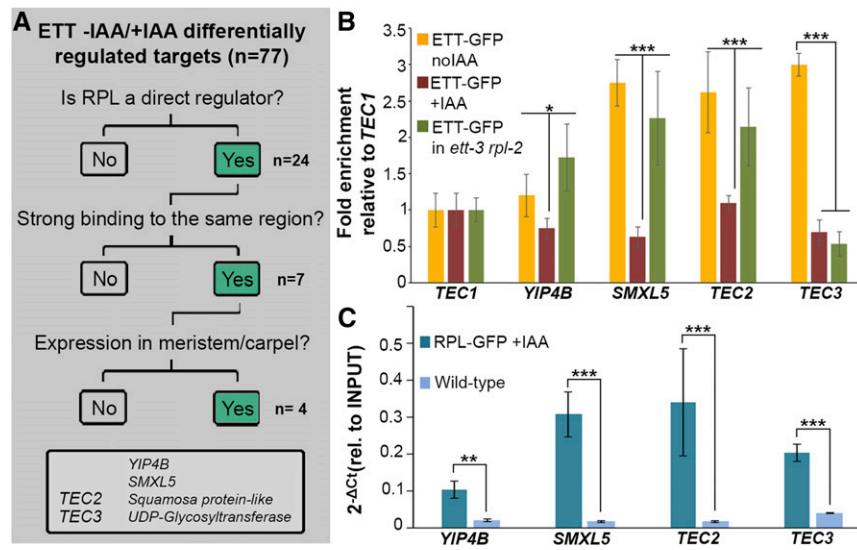 A
ETT -IAA/+IAA differentially
regulated targets (n=77)
Is RPL a direct regulator?
No
Yes
n=24
Strong binding to the same region?
No
Yes
n=7
Expression in meristem/carpel?
No
Yes
n= 4
YIP4B
SMXL5
TEC2 Squamosa protein-like
TEC3 UDP-Glycosyltransferase
B
Fold enrichment
relative to TEC1
3.5
3
2.5
2
1.5
1
0.5
0
ETT-GFP
noIAA
ETT-GFP
+IAA
ETT-GFP
in ett-3 rpl-2
*
***
***
***
TEC1
YIP4B
SMXL5
TEC2
TEC3
C
2-ΔCt(rel. to INPUT)
0.5
0.4
0.3
0.2
0.1
0
RPL-GFP +IAA
Wild-type
**
***
***
***
YIP4B
SMXL5
TEC2
TEC3